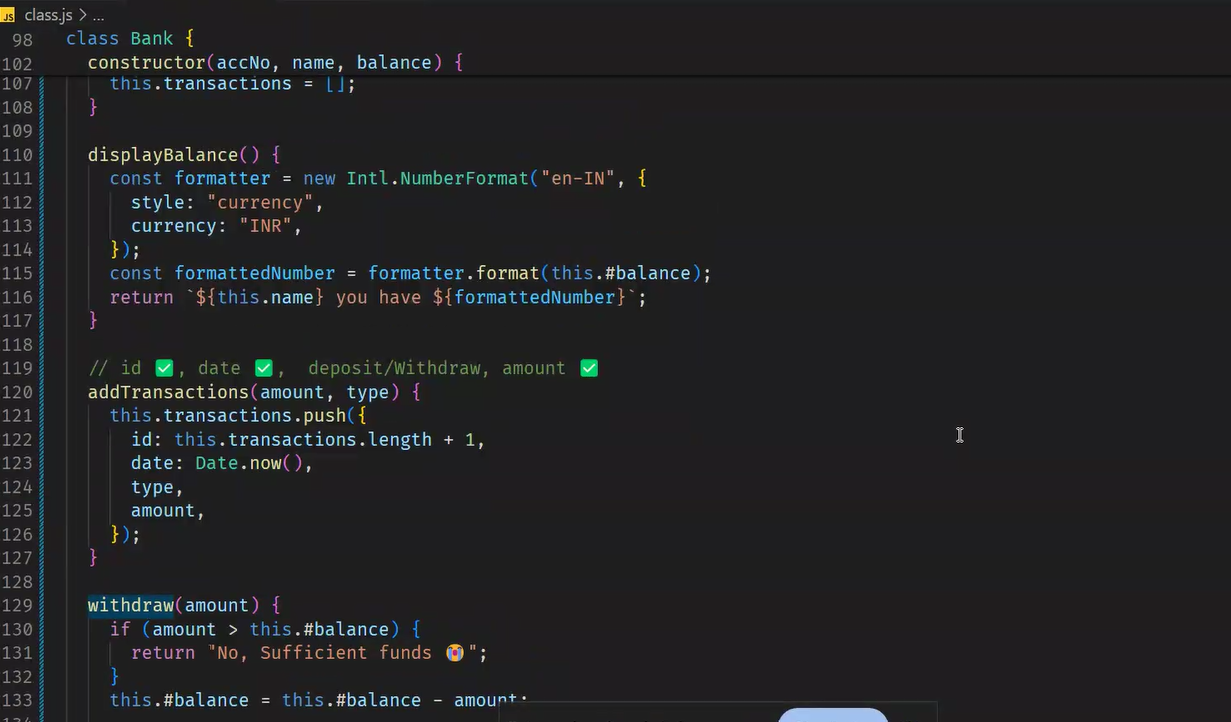 JS class.js > ...
98 class Bank {
102 constructor(accNo, name, balance) {
107 this.transactions = [];
108 }
109
110 displayBalance() {
111 const formatter = new Intl.NumberFormat("en-IN", {
112 style: "currency",
113 currency: "INR",
114 });
115 const formattedNumber = formatter.format(this.#balance);
116 return `${this.name} you have ${formattedNumber}`;
117 }
118
119 // id ✅, date ✅,  deposit/Withdraw, amount ✅
120 addTransactions(amount, type) {
121 this.transactions.push({
122 id: this.transactions.length + 1,
123 date: Date.now(),
124 type,
125 amount,
126 });
127 }
128
129 withdraw(amount) {
130 if (amount > this.#balance) {
131 return "No, Sufficient funds 😭";
132 }
133 this.#balance = this.#balance - amount;